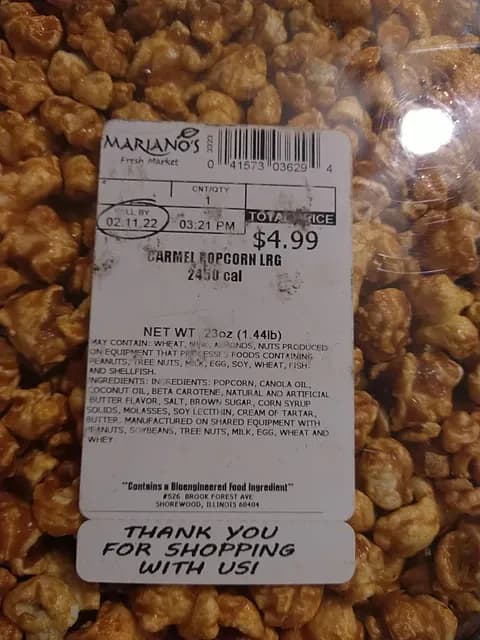 MARIANO'S
Fresh Market
0 41573 03629 4
CNT/QTY
1
LL BY
02.11.22
03:21 PM
TOTAL PRICE
$4.99
CARMEL POPCORN LRG
2450 cal
NET WT 23oz (1.44lb)
MAY CONTAIN: WHEAT, MILK, ALMONDS, NUTS PRODUCED
ON EQUIPMENT THAT PROCESSES FOODS CONTAINING
PEANUTS, TREE NUTS, MILK, EGG, SOY, WHEAT, FISH
AND SHELLFISH.
INGREDIENTS: INGREDIENTS: POPCORN, CANOLA OIL,
COCONUT OIL, BETA CAROTENE, NATURAL AND ARTIFICIAL
BUTTER FLAVOR, SALT, BROWN SUGAR, CORN SYRUP
SOLIDS, MOLASSES, SOY LECITHIN, CREAM OF TARTAR,
BUTTER. MANUFACTURED ON SHARED EQUIPMENT WITH
PEANUTS, SOYBEANS, TREE NUTS, MILK, EGG, WHEAT AND
WHEY
"Contains a Bioengineered Food Ingredient"
#526 BROOK FOREST AVE
SHOREWOOD, ILLINOIS 60404
THANK YOU
FOR SHOPPING
WITH US!